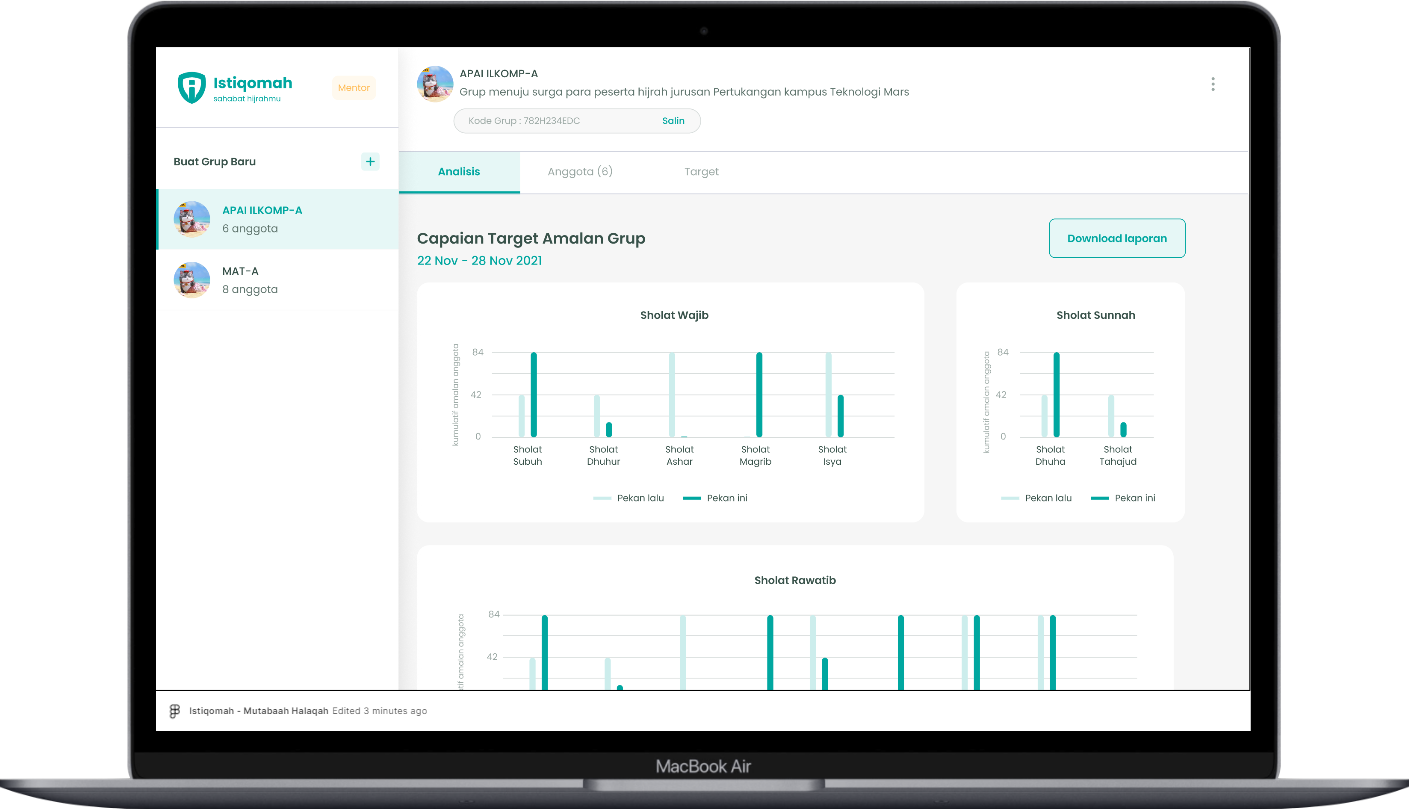 Istiqomah
sahabat hijrahmu
Mentor
Buat Grup Baru
+
APAI ILKOMP-A
6 anggota
MAT-A
8 anggota
APAI ILKOMP-A
Grup menuju surga para peserta hijrah jurusan Pertukangan kampus Teknologi Mars
Kode Grup : 782H234EDC Salin
Analisis Anggota (6) Target
Capaian Target Amalan Grup
22 Nov - 28 Nov 2021
Download laporan
Sholat Wajib
kumulatif amalan anggota
84
42
0
Sholat Subuh
Sholat Dhuhur
Sholat Ashar
Sholat Magrib
Sholat Isya
Pekan lalu Pekan ini
Sholat Sunnah
kumulatif amalan anggota
84
42
0
Sholat Dhuha
Sholat Tahajud
Pekan lalu Pekan ini
Sholat Rawatib
amalan anggota
84
42
Istiqomah - Mutabaah Halaqah Edited 3 minutes ago
MacBook Air